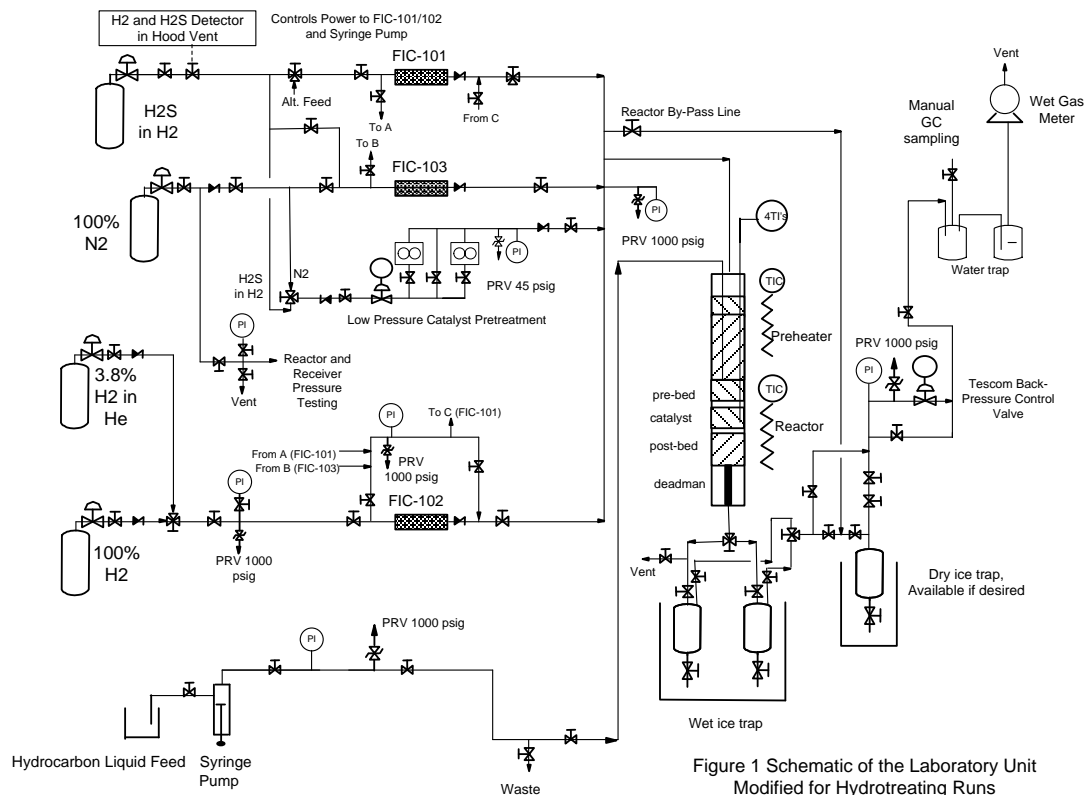 H2 and H2S Detector
in Hood Vent
Controls Power to FIC-101/102
and Syringe Pump
FIC-101
H2S
in H2
Alt. Feed
To A
From C
To B
FIC-103
100%
N2
Reactor By-Pass Line
Manual
GC
sampling
Vent
Wet Gas
Meter
Water trap
PI
PRV 1000 psig
4TI's
H2S
in H2
N2
PI
PRV 45 psig
Low Pressure Catalyst Pretreatment
TIC
Preheater
PI
Reactor and
Receiver
Pressure
Testing
Vent
3.8%
H2 in
He
pre-bed
catalyst
post-bed
deadman
TIC
Reactor
PRV 1000 psig
PI
Tescom Back-
Pressure Control
Valve
PI
To C (FIC-101)
From A (FIC-101)
From B (FIC-103)
PRV
1000 psig
FIC-102
PI
PRV 1000
psig
100%
H2
Vent
Wet ice trap
Dry ice trap,
Available if desired
PI
PRV 1000 psig
Hydrocarbon Liquid Feed
Syringe
Pump
Waste
Figure 1 Schematic of the Laboratory Unit
Modified for Hydrotreating Runs